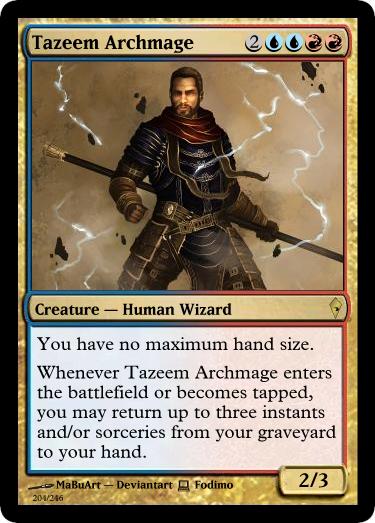 Tazeem Archmage 2
Creature — Human Wizard
You have no maximum hand size.
Whenever Tazeem Archmage enters
the battlefield or becomes tapped,
you may return up to three instants
and/or sorceries from your graveyard
to your hand.
2/3
MaBuArt — Deviantart Fodimo
204/246